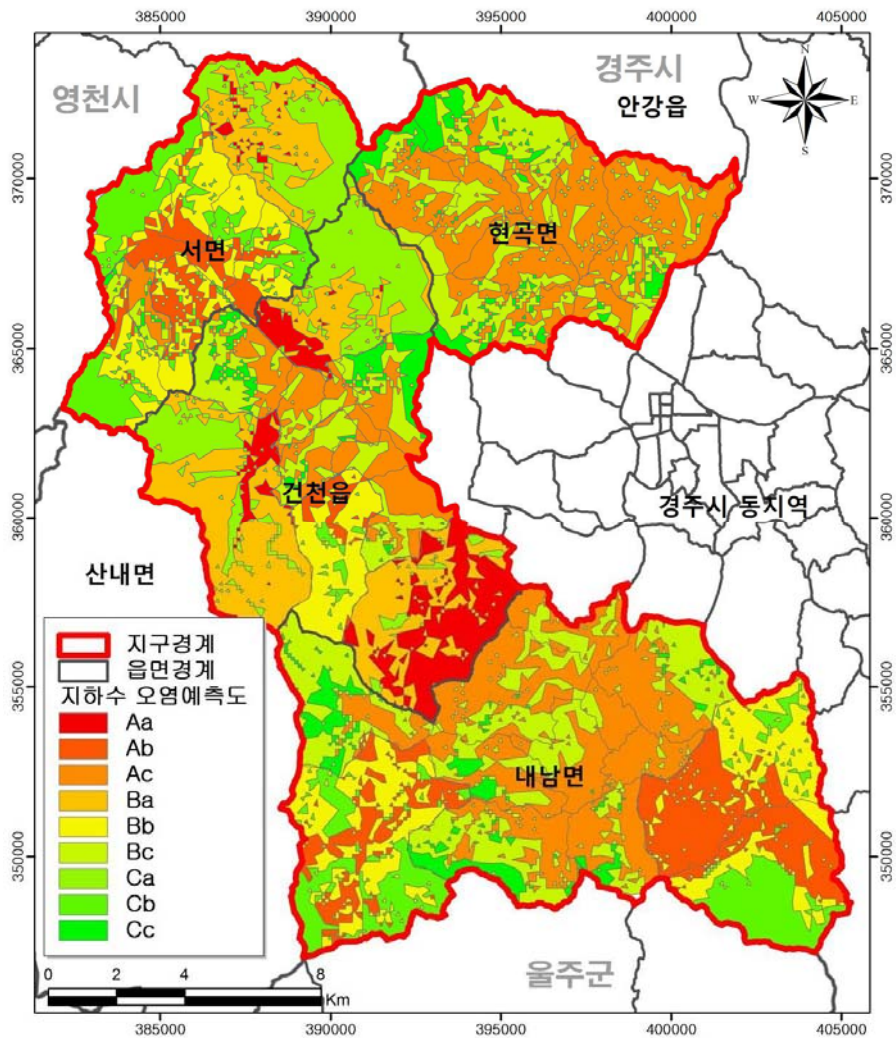 385000 390000 395000 400000 405000
영천시
경주시
안강읍
N
W E
S
370000 370000
현곡면
서면
365000 365000
건천읍
경주시 동지역
360000 360000
산내면
지구경계
읍면경계
지하수 오염예측도
Aa
Ab
Ac
Ba
Bb
Bc
Ca
Cb
Cc
355000 355000
내남면
350000 350000
0 2 4 8
Km
울주군
385000 390000 395000 400000 405000